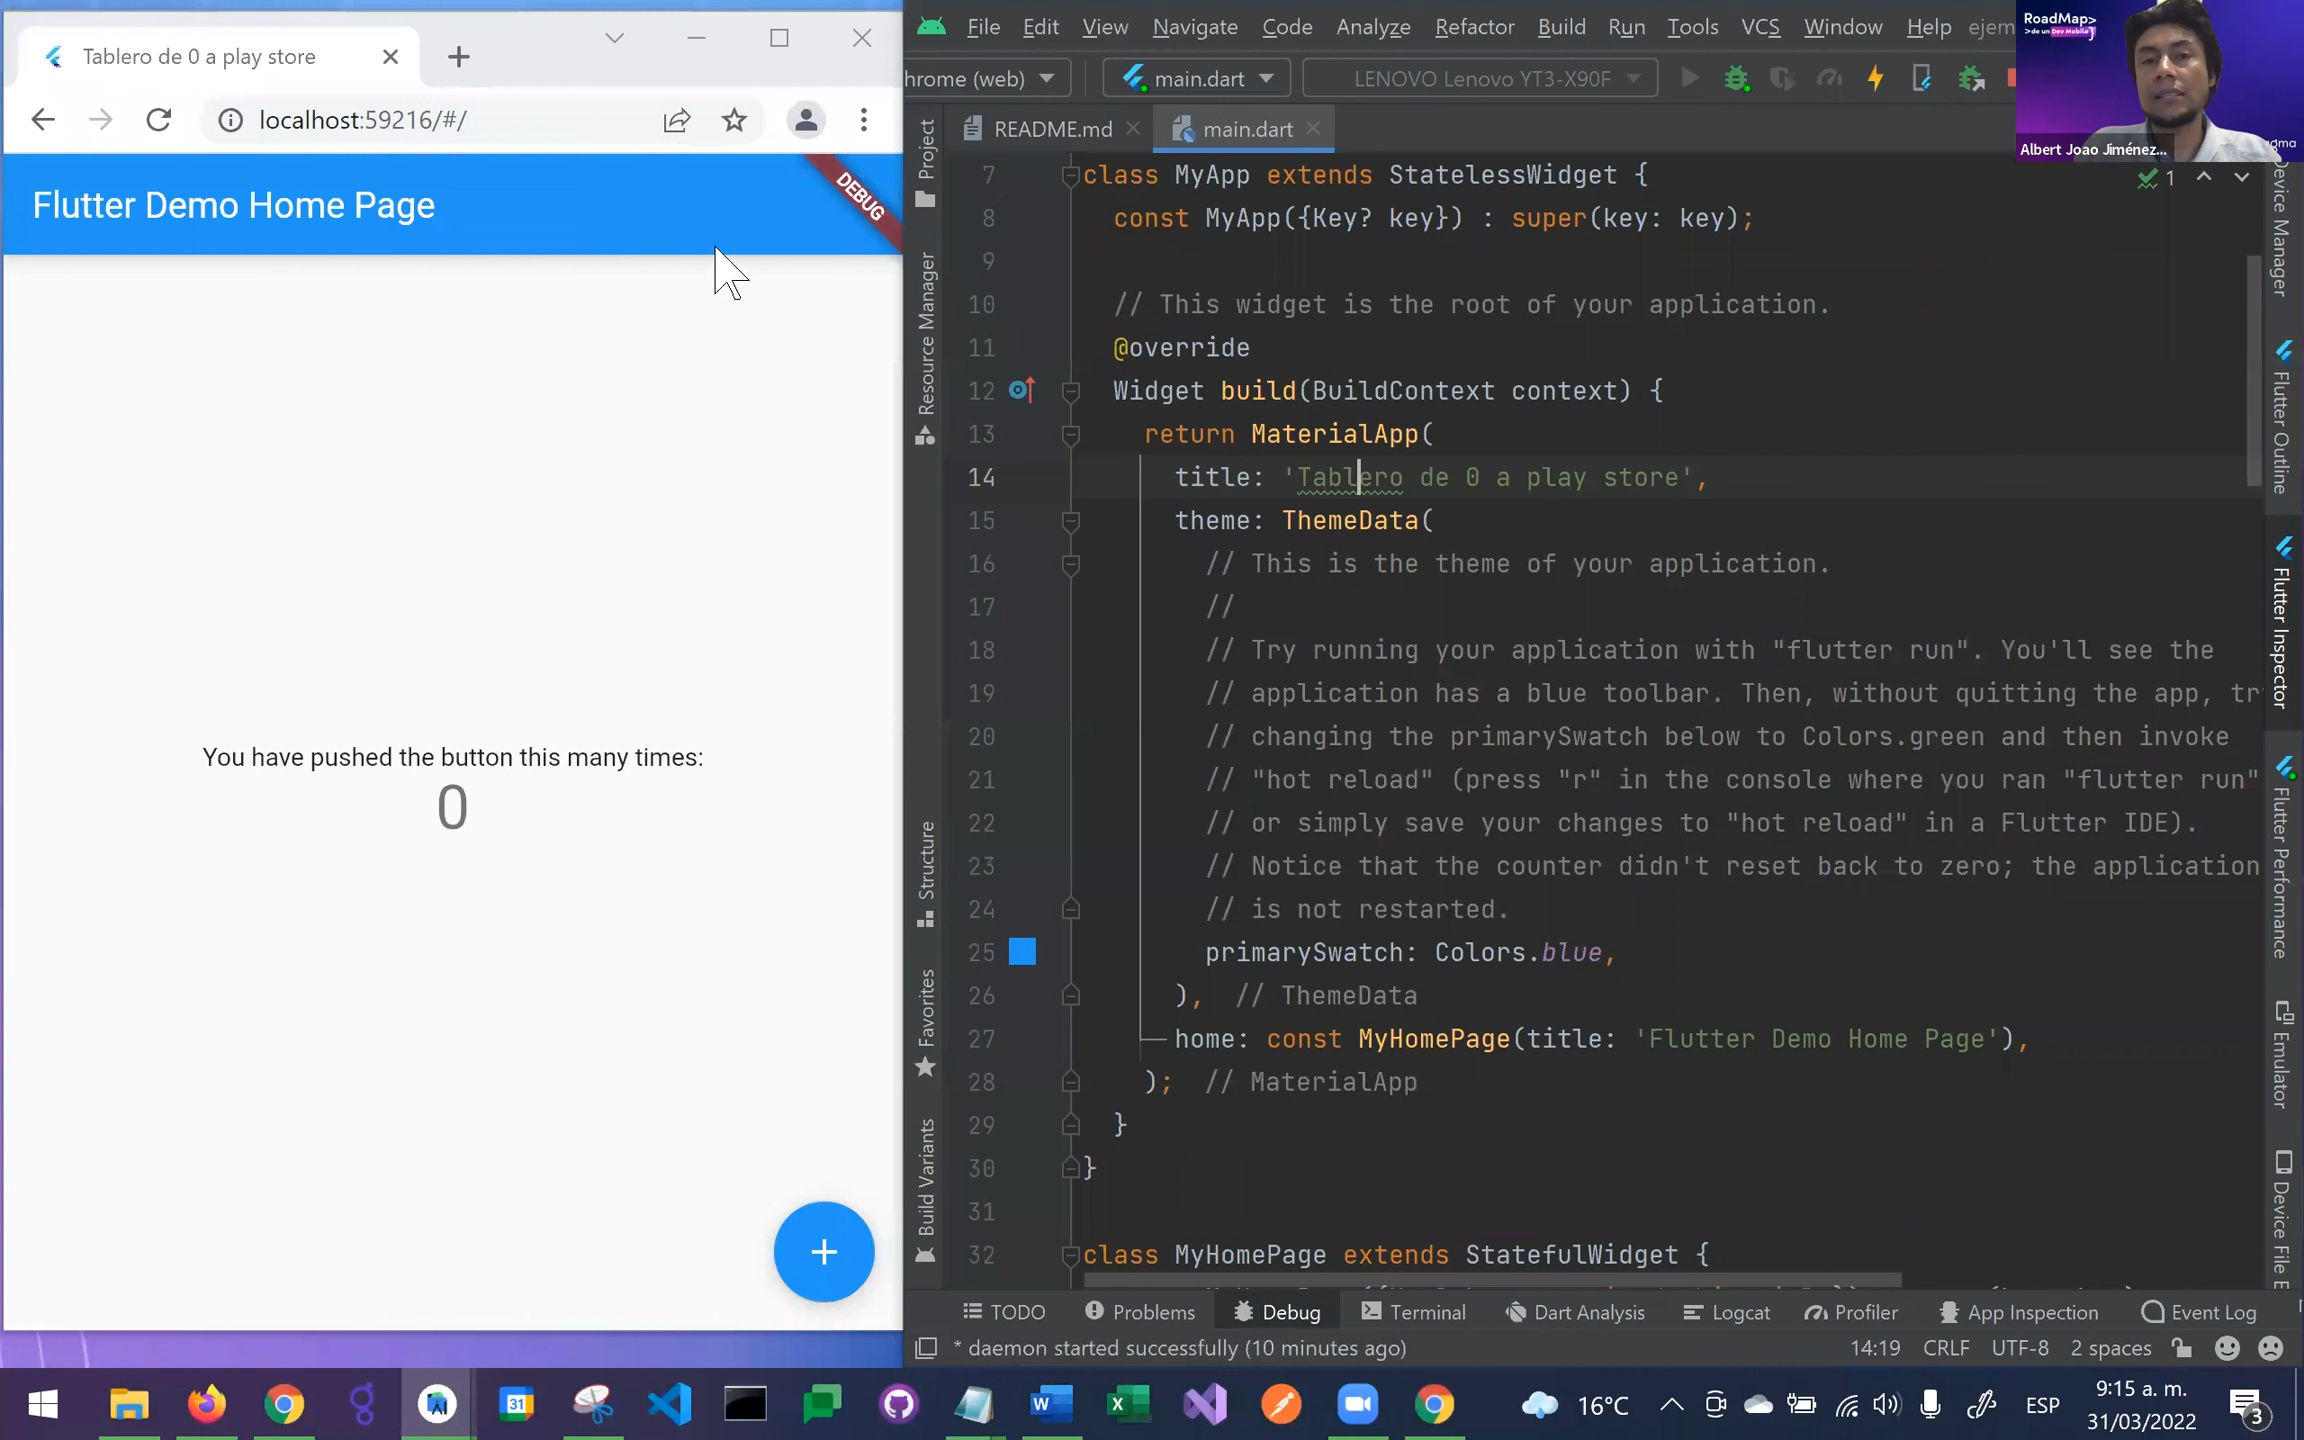 Tablero de 0 a play store
localhost:59216/#/
Flutter Demo Home Page
DEBUG
You have pushed the button this many times:
0
+
File Edit View Navigate Code Analyze Refactor Build Run Tools VCS Window Help ejem
hrome (web) main.dart LENOVO Lenovo YT3-X90F
README.md main.dart
RoadMap>
>de un Dev Mobile}
Albert Joao Jiménez...
1
7 class MyApp extends StatelessWidget {
8 const MyApp({Key? key}) : super(key: key);
9
10 // This widget is the root of your application.
11 @override
12 Widget build(BuildContext context) {
13 return MaterialApp(
14 title: 'Tablero de 0 a play store',
15 theme: ThemeData(
16 // This is the theme of your application.
17 //
18 // Try running your application with "flutter run". You'll see the
19 // application has a blue toolbar. Then, without quitting the app, tr
20 // changing the primarySwatch below to Colors.green and then invoke
21 // "hot reload" (press "r" in the console where you ran "flutter run"
22 // or simply save your changes to "hot reload" in a Flutter IDE).
23 // Notice that the counter didn't reset back to zero; the application
24 // is not restarted.
25 primarySwatch: Colors.blue,
26 ), // ThemeData
27 home: const MyHomePage(title: 'Flutter Demo Home Page'),
28 ); // MaterialApp
29 }
30 }
31
32 class MyHomePage extends StatefulWidget {
Project
Resource Manager
Structure
Favorites
Build Variants
Device Manager
Flutter Outline
Flutter Inspector
Flutter Performance
Emulator
Device File E
TODO Problems Debug Terminal Dart Analysis Logcat Profiler App Inspection Event Log
* daemon started successfully (10 minutes ago) 14:19 CRLF UTF-8 2 spaces
16°C ESP 9:15 a. m.
31/03/2022
3